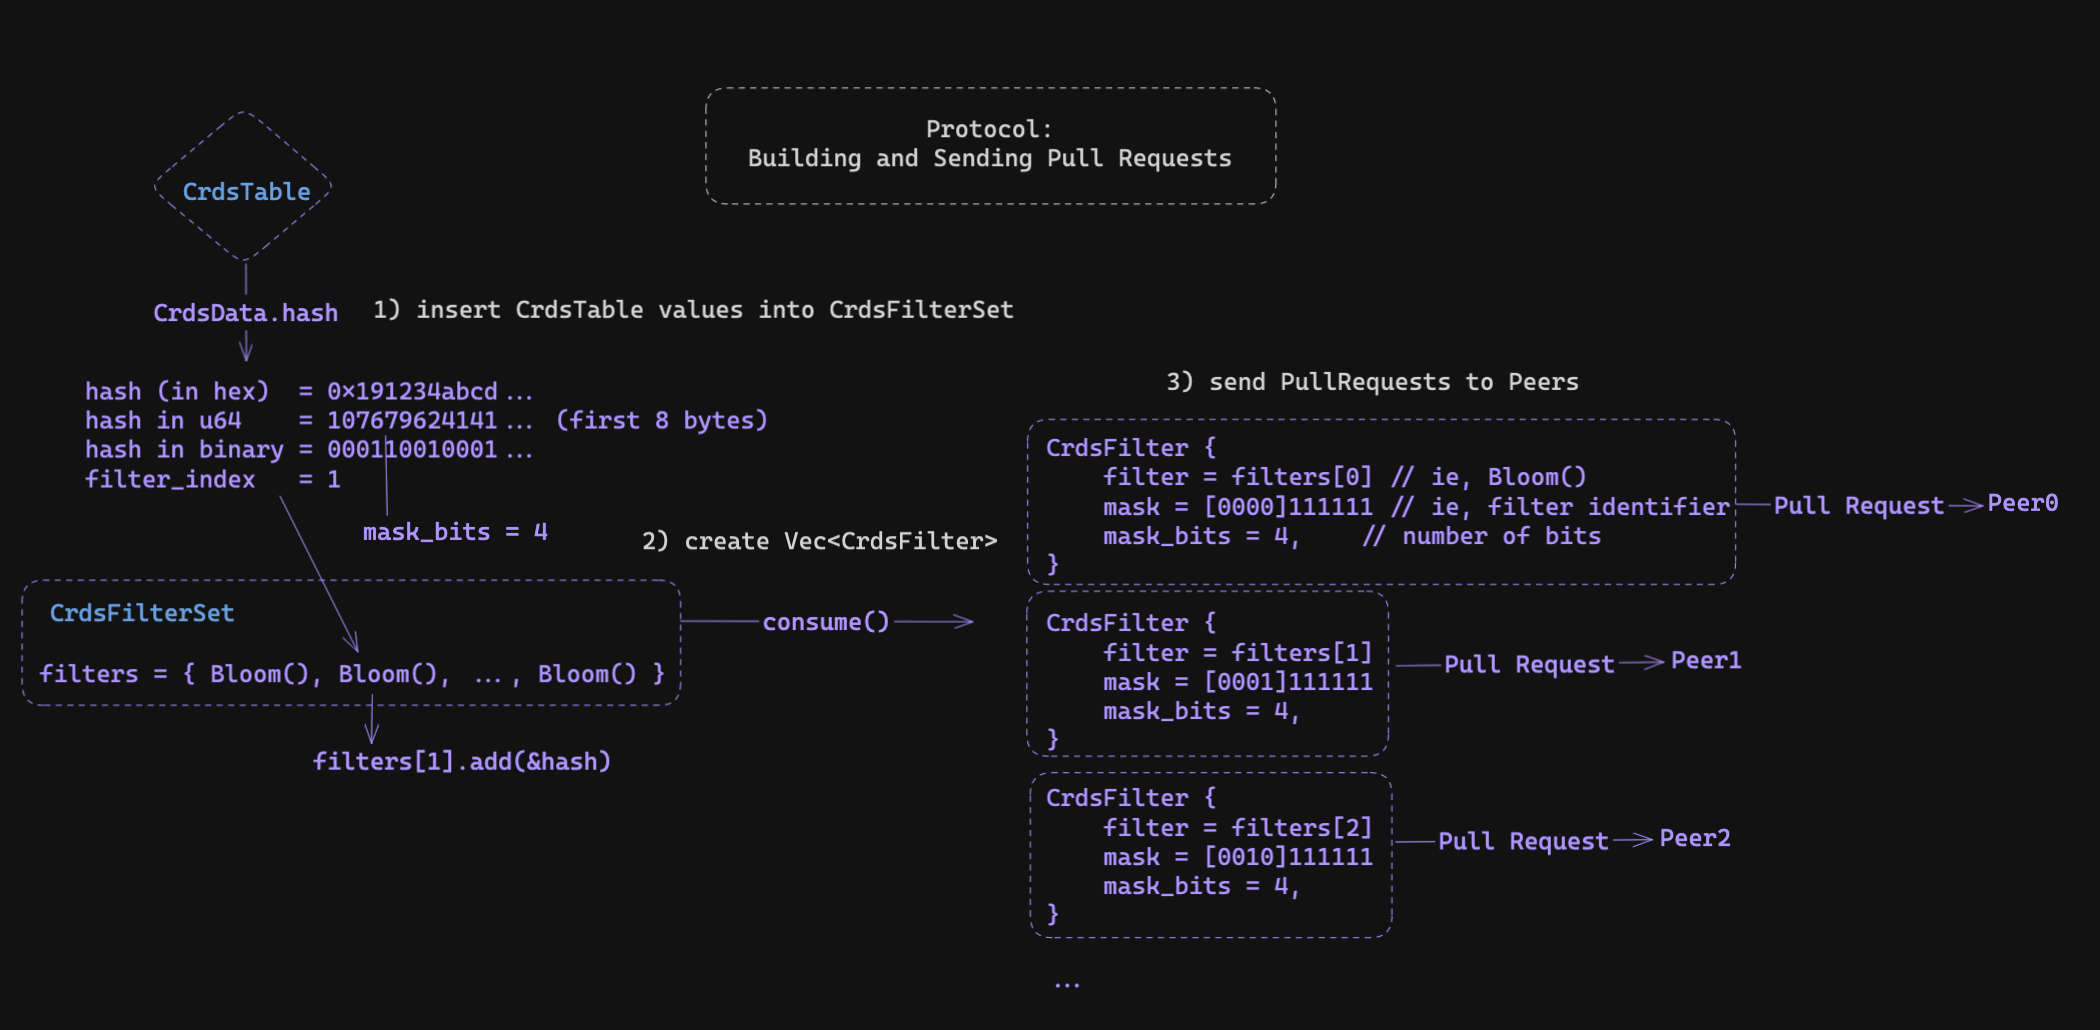 Protocol:
Building and Sending Pull Requests
CrdsTable
CrdsData.hash
1) insert CrdsTable values into CrdsFilterSet
hash (in hex)  = 0×191234abcd...
hash in u64    = 107679624141... (first 8 bytes)
hash in binary = 000110010001...
filter_index   = 1
mask_bits = 4
CrdsFilterSet
filters = { Bloom(), Bloom(), ..., Bloom() }
filters[1].add(&hash)
2) create Vec<CrdsFilter>
consume()
3) send PullRequests to Peers
CrdsFilter {
filter = filters[0] // ie, Bloom()
mask = [0000]111111 // ie, filter identifier
mask_bits = 4,    // number of bits
}
Pull Request
Peer0
CrdsFilter {
filter = filters[1]
mask = [0001]111111
mask_bits = 4,
}
Pull Request
Peer1
CrdsFilter {
filter = filters[2]
mask = [0010]111111
mask_bits = 4,
}
Pull Request
Peer2
...